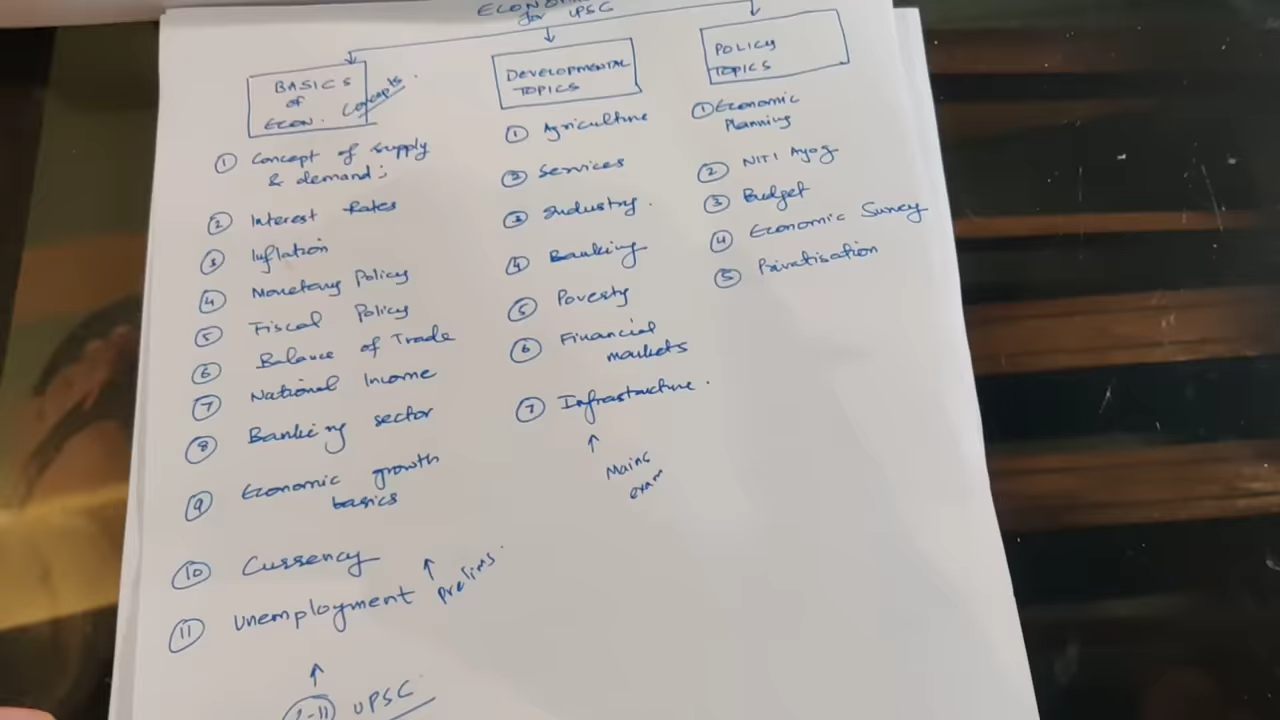 for UPSC
BASICS
of
ECON. Concepts.
① Concept of supply
& demand;
② Interest Rates
③ Inflation
④ Monetary Policy
⑤ Fiscal Policy
⑥ Balance of Trade
⑦ National Income
⑧ Banking sector
⑨ Economic growth
basics
⑩ Currency
⑪ Unemployment
↑
prelims.
↑
UPSC
DEVELOPMENTAL
TOPICS
① Agriculture
② Services
③ Industry.
④ Banking
⑤ Poverty
⑥ Financial
markets
⑦ Infrastructure.
↑
Mains
exam
POLICY
TOPICS
① Economic
Planning
② NITI Ayog
③ Budget
④ Economic Survey
⑤ Privatisation